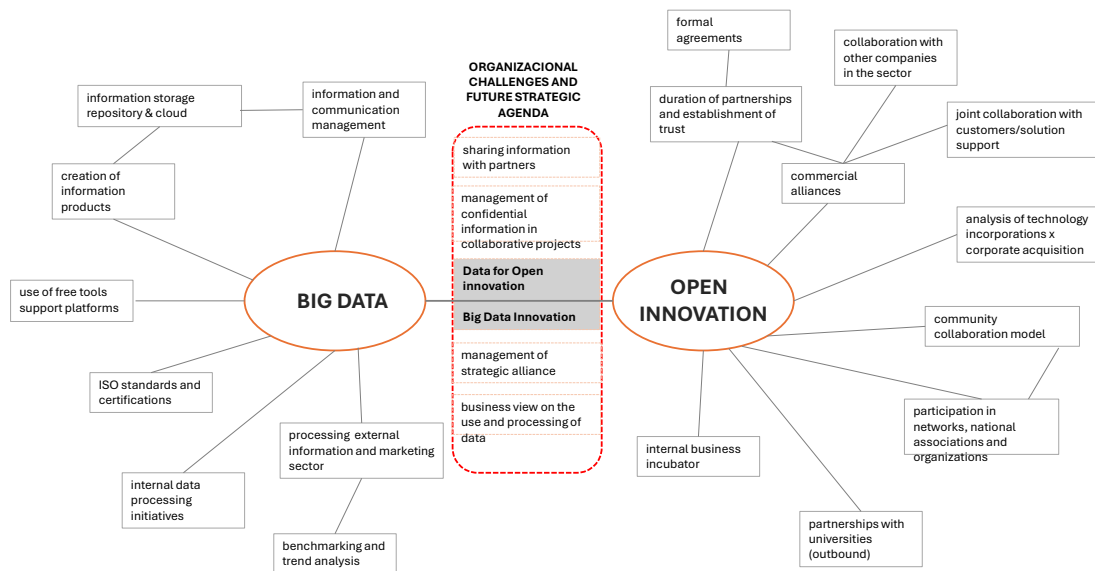 formal
agreements
collaboration with
other companies
in the sector
ORGANIZACIONAL
CHALLENGES AND
FUTURE STRATEGIC
AGENDA
information storage
repository & cloud
information and
communication
management
duration of partnerships
and establishment of
trust
joint collaboration with
customers/solution
support
sharing information
with partners
creation of
information
products
commercial
alliances
management of
confidential
information in
collaborative projects
analysis of technology
incorporations x
corporate acquisition
Data for Open
innovation
BIG DATA
OPEN
INNOVATION
use of free tools
support platforms
Big Data Innovation
community
collaboration model
management of
strategic alliance
ISO standards and
certifications
business view on the
use and processing of
data
participation in
networks, national
associations and
organizations
processing external
information and marketing
sector
internal business
incubator
internal data
processing
initiatives
partnerships with
universities
(outbound)
benchmarking and
trend analysis